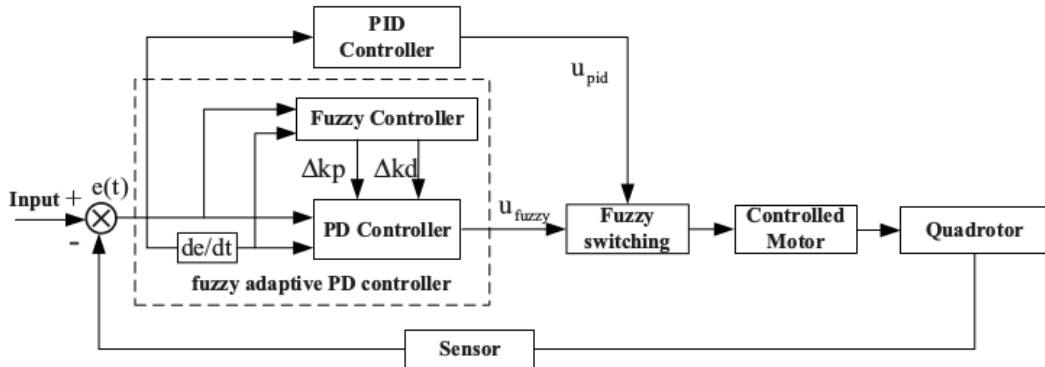 PID
Controller
u_pid
Fuzzy Controller
Δkp
Δkd
Input
+
e(t)
-
PD Controller
de/dt
fuzzy adaptive PD controller
u_fuzzy
Fuzzy
switching
Controlled
Motor
Quadrotor
Sensor